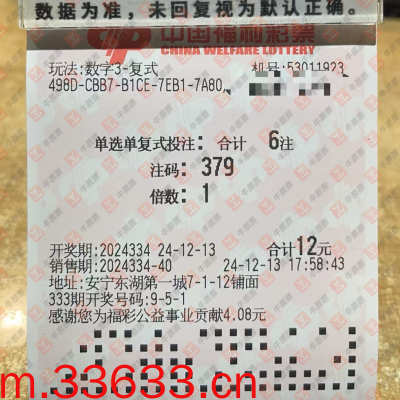 数据为准，未回复视为默认正确.
中国福利彩票
CHINA WELFARE LOTTERY
玩法:数字3-复式 机号:53011923
498D-CBB7-B1CE-7EB1-7A80
单选单复式投注: 合计 6注
注码: 379
倍数: 1
开奖期:2024334 24-12-13 合计12元
销售期:2024334-40 24-12-13 17:58:43
地址:安宁东湖第一城7-1-12铺面
333期开奖号码:9-5-1
感谢您为福彩公益事业贡献4.08元
m.33633.cn